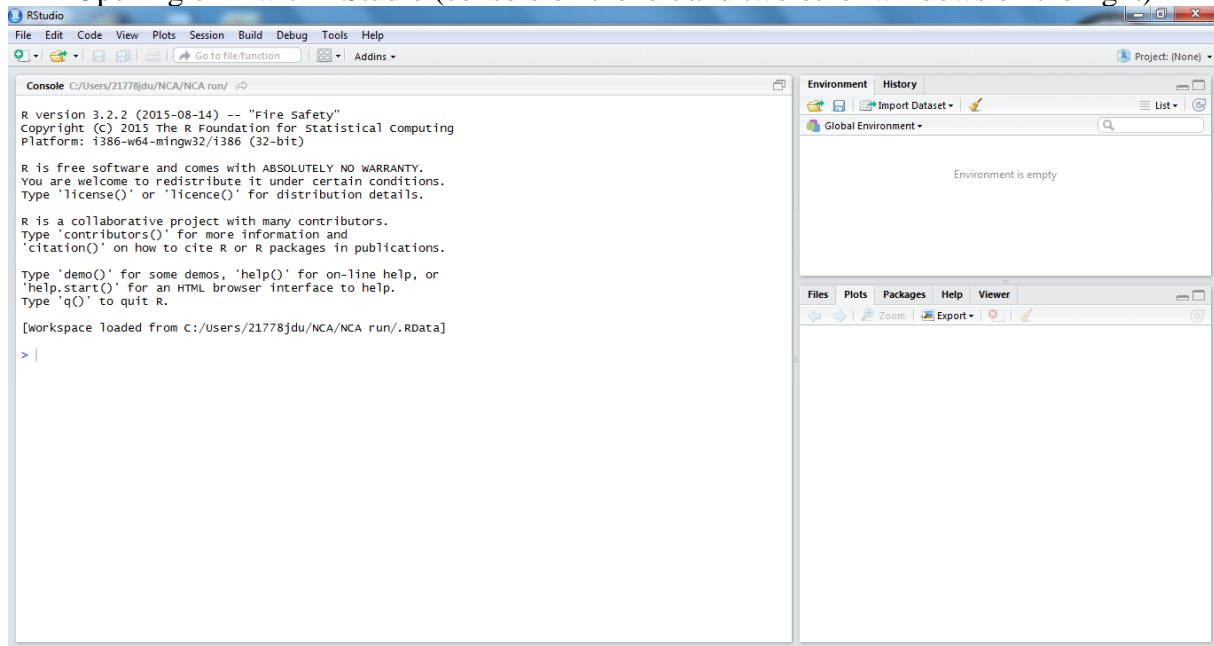 RStudio
File Edit Code View Plots Session Build Debug Tools Help
Go to file/function Addins
Project: (None)
Console C:/Users/21778jdu/NCA/NCA run/
R version 3.2.2 (2015-08-14) -- "Fire Safety"
Copyright (C) 2015 The R Foundation for Statistical Computing
Platform: i386-w64-mingw32/i386 (32-bit)
R is free software and comes with ABSOLUTELY NO WARRANTY.
You are welcome to redistribute it under certain conditions.
Type 'license()' or 'licence()' for distribution details.
R is a collaborative project with many contributors.
Type 'contributors()' for more information and
'citation()' on how to cite R or R packages in publications.
Type 'demo()' for some demos, 'help()' for on-line help, or
'help.start()' for an HTML browser interface to help.
Type 'q()' to quit R.
[Workspace loaded from C:/Users/21778jdu/NCA/NCA run/.RData]
>
Environment History
Import Dataset List
Global Environment
Environment is empty
Files Plots Packages Help Viewer
Zoom Export